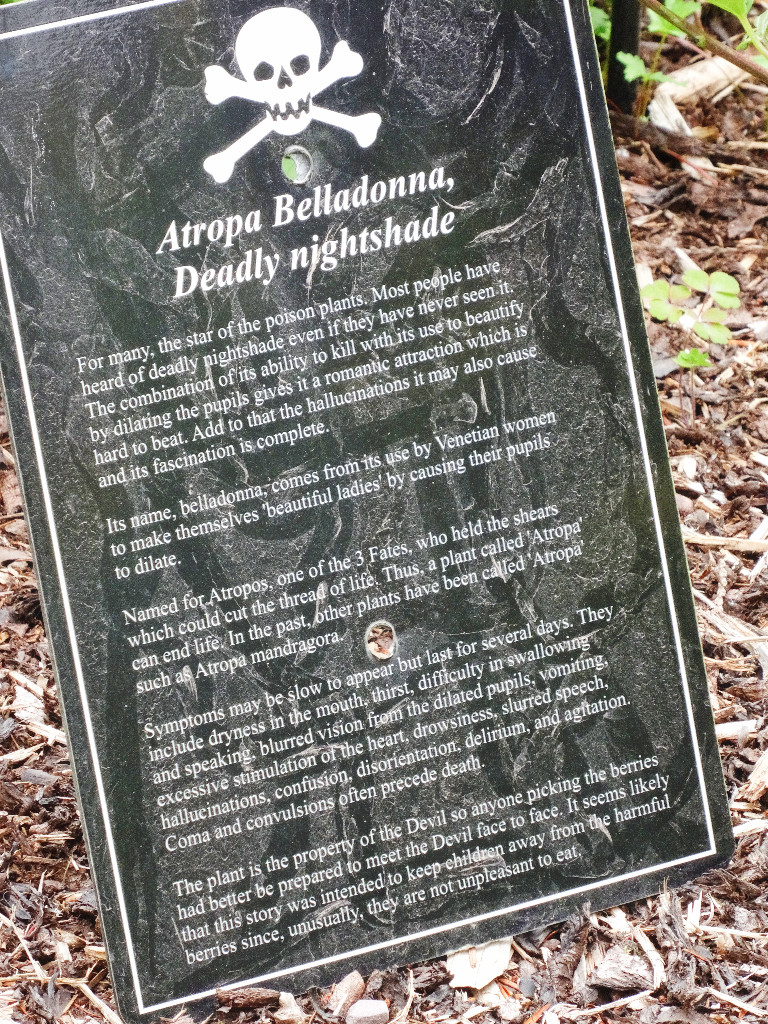 Atropa Belladonna,
Deadly nightshade
For many, the star of the poison plants. Most people have
heard of deadly nightshade even if they have never seen it.
The combination of its ability to kill with its use to beautify
by dilating the pupils gives it a romantic attraction which is
hard to beat. Add to that the hallucinations it may also cause
and its fascination is complete.
Its name, belladonna, comes from its use by Venetian women
to make themselves 'beautiful ladies' by causing their pupils
to dilate.
Named for Atropos, one of the 3 Fates, who held the shears
which could cut the thread of life. Thus, a plant called 'Atropa'
can end life. In the past, other plants have been called 'Atropa'
such as Atropa mandragora.
Symptoms may be slow to appear but last for several days. They
include dryness in the mouth, thirst, difficulty in swallowing
and speaking, blurred vision from the dilated pupils, vomiting,
excessive stimulation of the heart, drowsiness, slurred speech,
hallucinations, confusion, disorientation, delirium, and agitation.
Coma and convulsions often precede death.
The plant is the property of the Devil so anyone picking the berries
had better be prepared to meet the Devil face to face. It seems likely
that this story was intended to keep children away from the harmful
berries since, unusually, they are not unpleasant to eat.